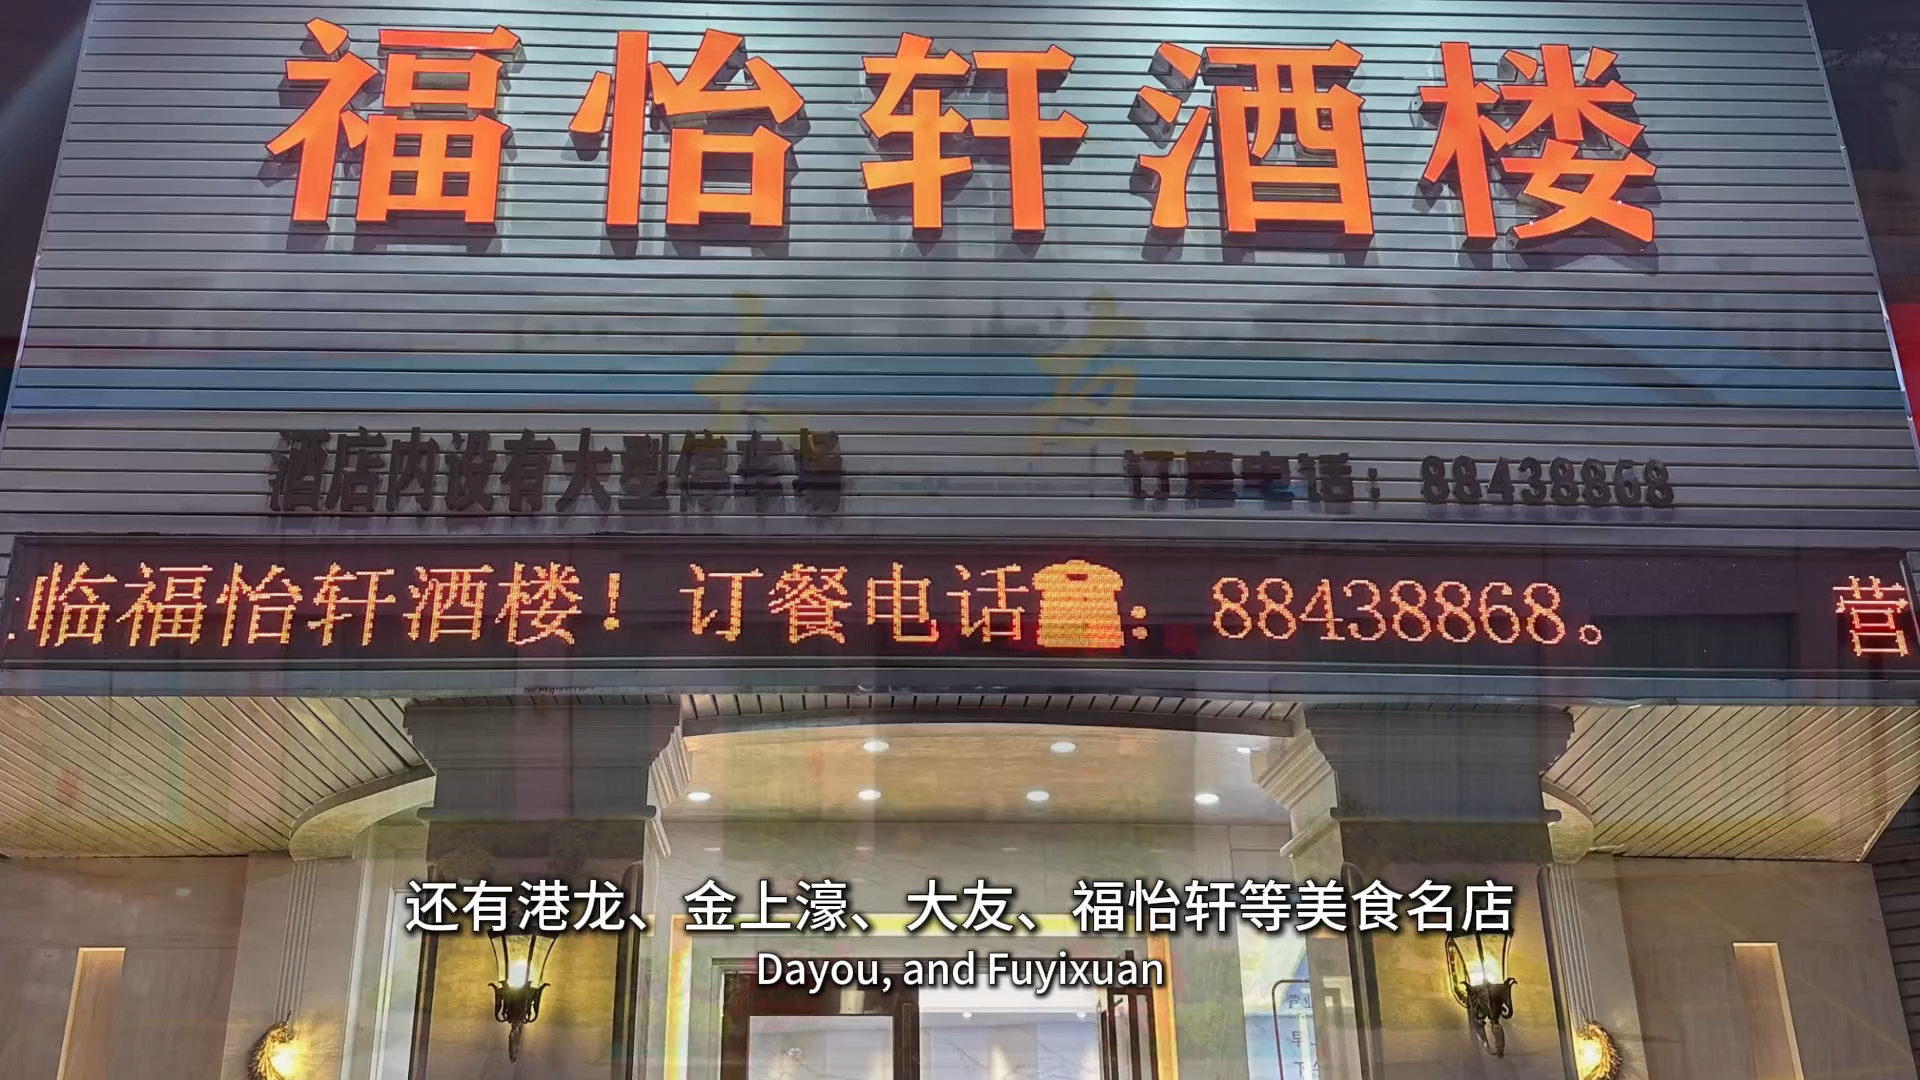 福怡轩酒楼
大友
酒店内设有大型停车场 订座电话：88438868
临福怡轩酒楼！订餐电话☎：88438868。 营
还有港龙、金上濠、大友、福怡轩等美食名店
Dayou, and Fuyixuan